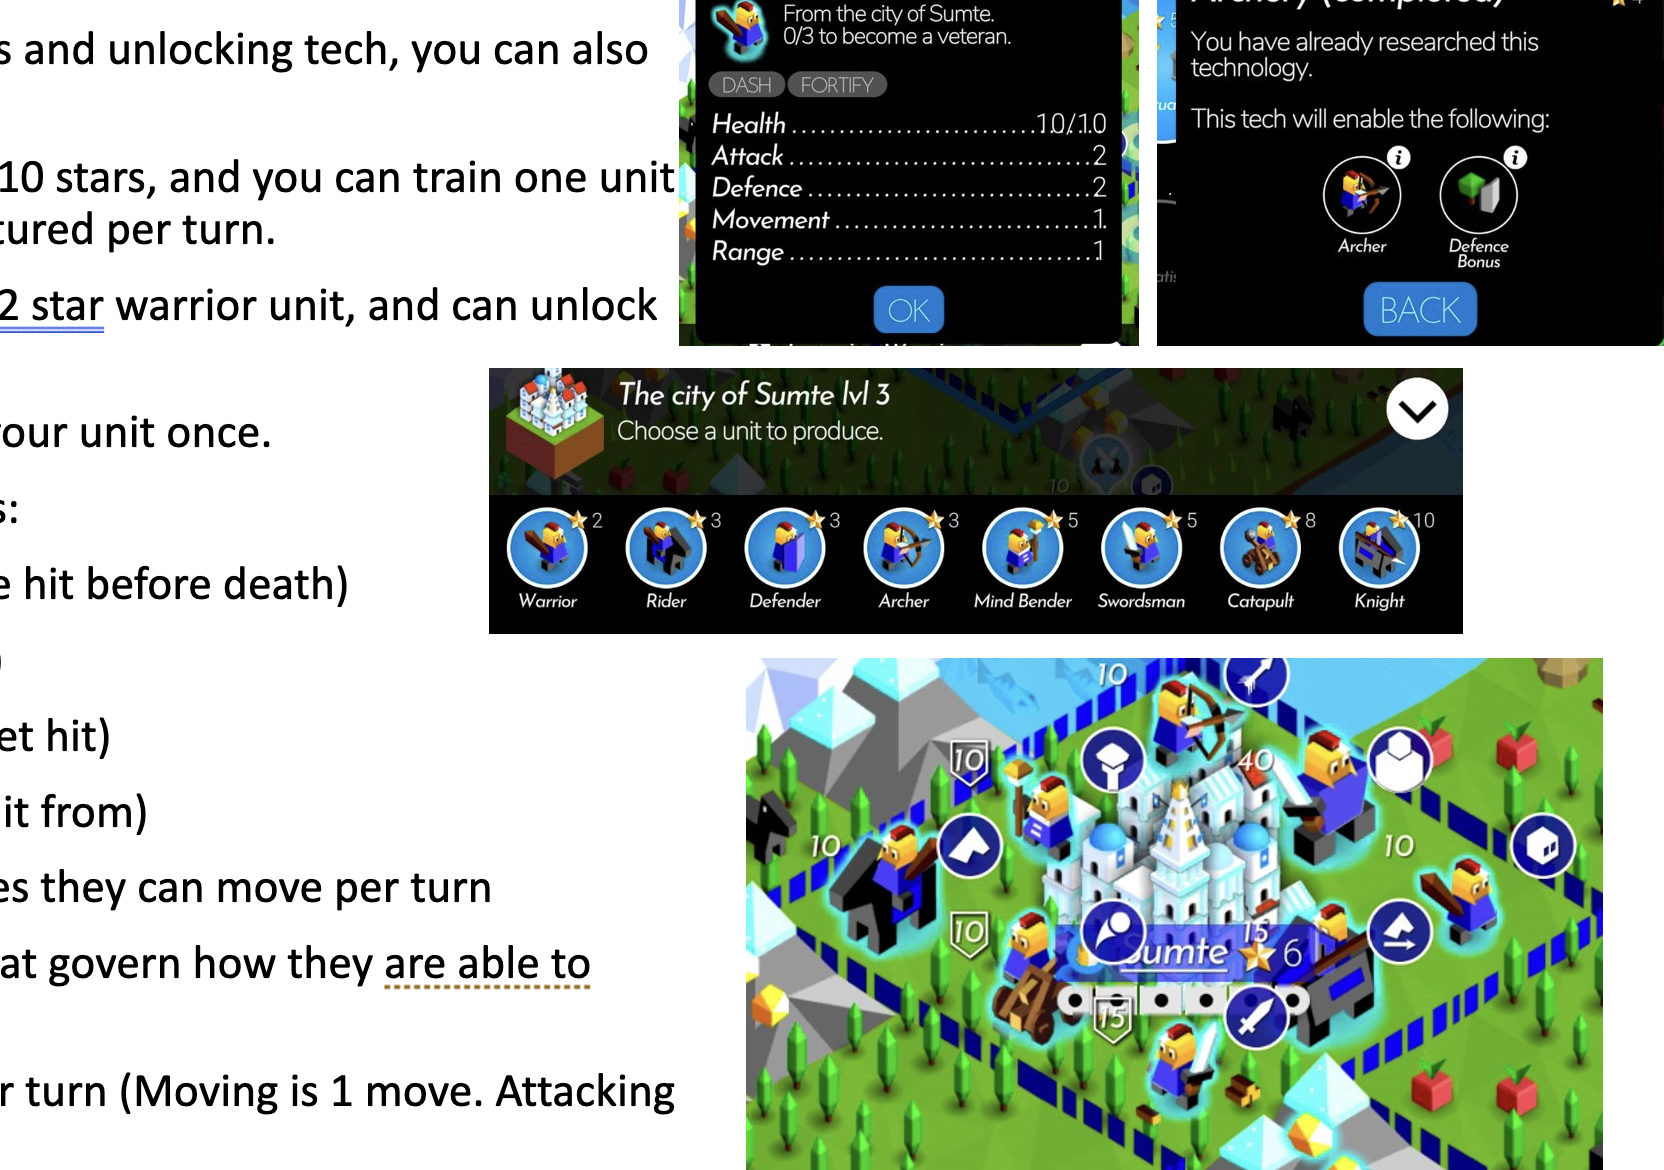 s and unlocking tech, you can also
10 stars, and you can train one unit
tured per turn.
2 star warrior unit, and can unlock
our unit once.
s:
e hit before death)
)
et hit)
it from)
es they can move per turn
at govern how they are able to
r turn (Moving is 1 move. Attacking
From the city of Sumte.
0/3 to become a veteran.
DASH FORTIFY
Health 10/10
Attack 2
Defence 2
Movement 1
Range 1
OK
Archery (completed)
You have already researched this
technology.
This tech will enable the following:
i i
Archer
Defence
Bonus
BACK
The city of Sumte lvl 3
Choose a unit to produce.
10
2 3 3 3 5 5 8 10
Warrior Rider Defender Archer Mind Bender Swordsman Catapult Knight
10
10 40
10 10
10 15
Sumte 6
15